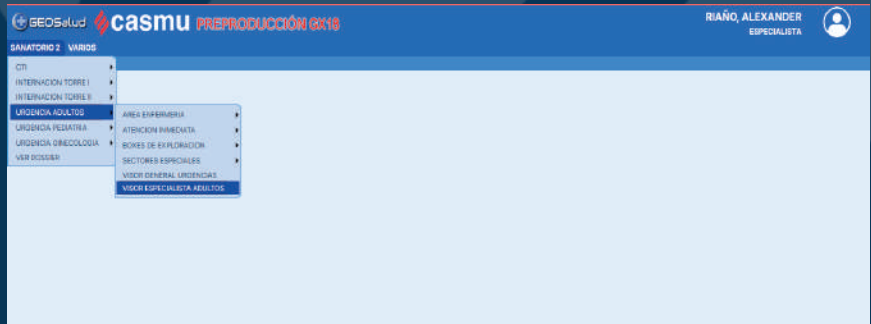 GEOSalud casmu PREPRODUCCIÓN GX16
RIAÑO, ALEXANDER
ESPECIALISTA
SANATORIO 2 VARIOS
CTI
INTERNACION TORRE I
INTERNACION TORRE II
URGENCIA ADULTOS
URGENCIA PEDIATRIA
URGENCIA GINECOLOGIA
VER DOSSIER
AREA ENFERMERIA
ATENCION INMEDIATA
BOXES DE EXPLORACION
SECTORES ESPECIALES
VISOR GENERAL URGENCIAS
VISOR ESPECIALISTA ADULTOS